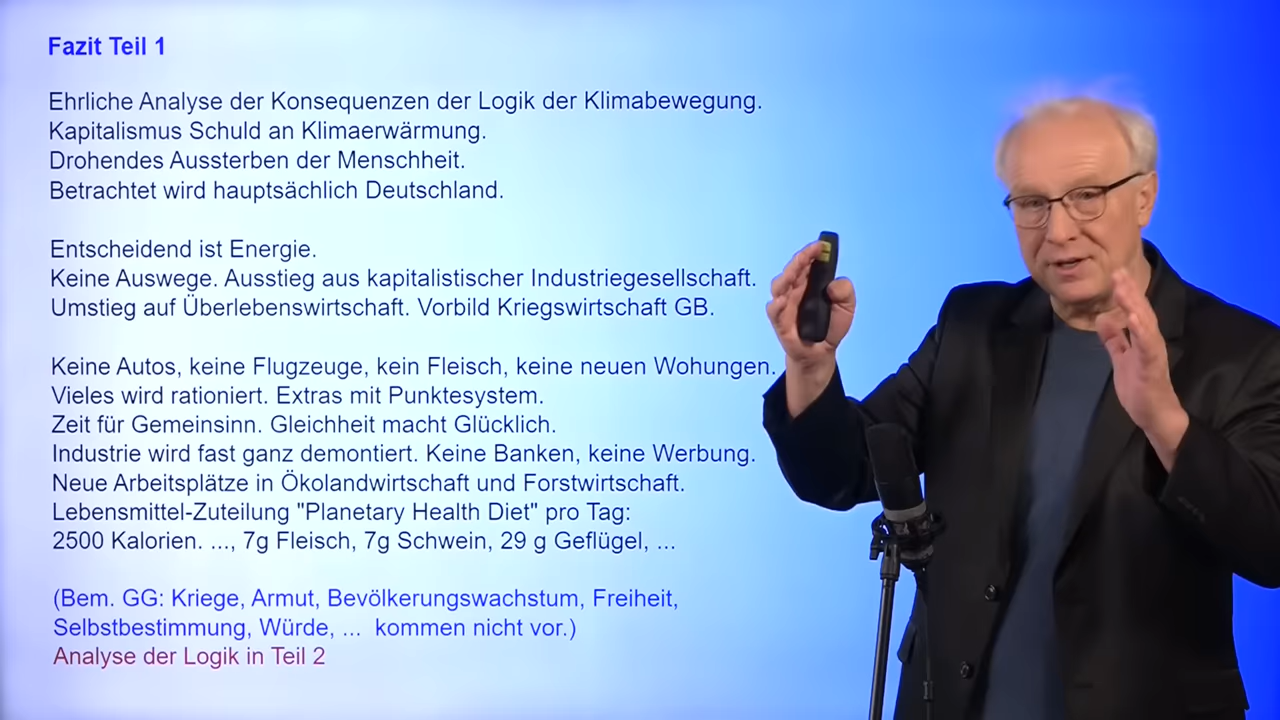 Fazit Teil 1
Ehrliche Analyse der Konsequenzen der Logik der Klimabewegung.
Kapitalismus Schuld an Klimaerwärmung.
Drohendes Aussterben der Menschheit.
Betrachtet wird hauptsächlich Deutschland.
Entscheidend ist Energie.
Keine Auswege. Ausstieg aus kapitalistischer Industriegesellschaft.
Umstieg auf Überlebenswirtschaft. Vorbild Kriegswirtschaft GB.
Keine Autos, keine Flugzeuge, kein Fleisch, keine neuen Wohungen.
Vieles wird rationiert. Extras mit Punktesystem.
Zeit für Gemeinsinn. Gleichheit macht Glücklich.
Industrie wird fast ganz demontiert. Keine Banken, keine Werbung.
Neue Arbeitsplätze in Ökolandwirtschaft und Forstwirtschaft.
Lebensmittel-Zuteilung "Planetary Health Diet" pro Tag:
2500 Kalorien. ..., 7g Fleisch, 7g Schwein, 29 g Geflügel, ...
(Bem. GG: Kriege, Armut, Bevölkerungswachstum, Freiheit,
Selbstbestimmung, Würde, ... kommen nicht vor.)
Analyse der Logik in Teil 2